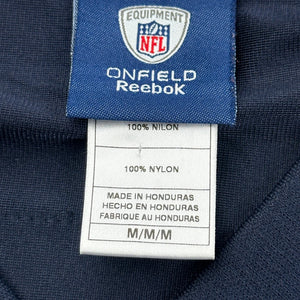 EQUIPMENT
NFL
ONFIELD
Reebok
100% NILON
100% NYLON
MADE IN HONDURAS
HECHO EN HONDURAS
FABRIQUE AU HONDURAS
M/M/M